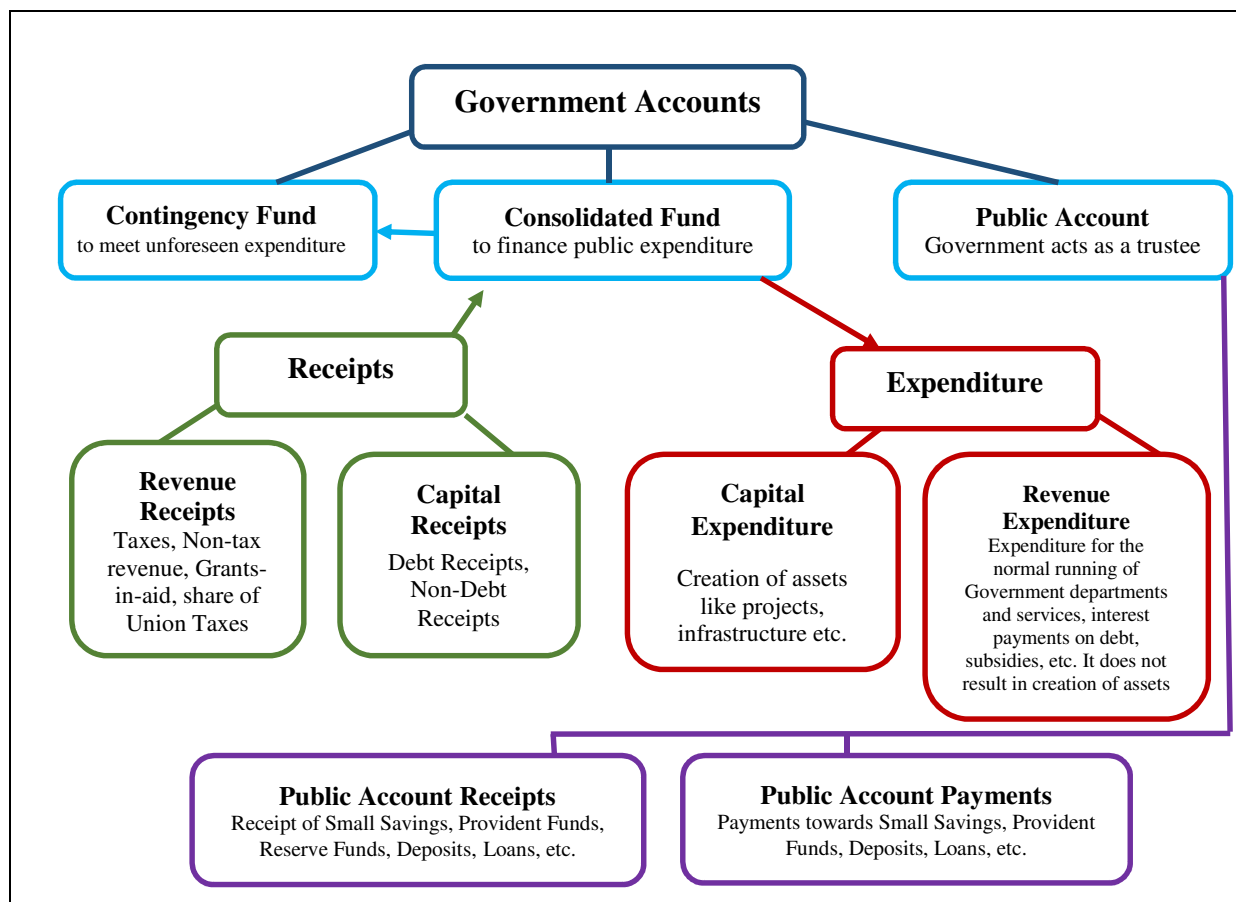 Government Accounts
Contingency Fund
to meet unforeseen expenditure
Consolidated Fund
to finance public expenditure
Public Account
Government acts as a trustee
Receipts
Expenditure
Revenue
Receipts
Taxes, Non-tax
revenue, Grants-
in-aid, share of
Union Taxes
Capital
Receipts
Debt Receipts,
Non-Debt
Receipts
Capital
Expenditure
Creation of assets
like projects,
infrastructure etc.
Revenue
Expenditure
Expenditure for the
normal running of
Government departments
and services, interest
payments on debt,
subsidies, etc. It does not
result in creation of assets
Public Account Receipts
Receipt of Small Savings, Provident Funds,
Reserve Funds, Deposits, Loans, etc.
Public Account Payments
Payments towards Small Savings, Provident
Funds, Deposits, Loans, etc.